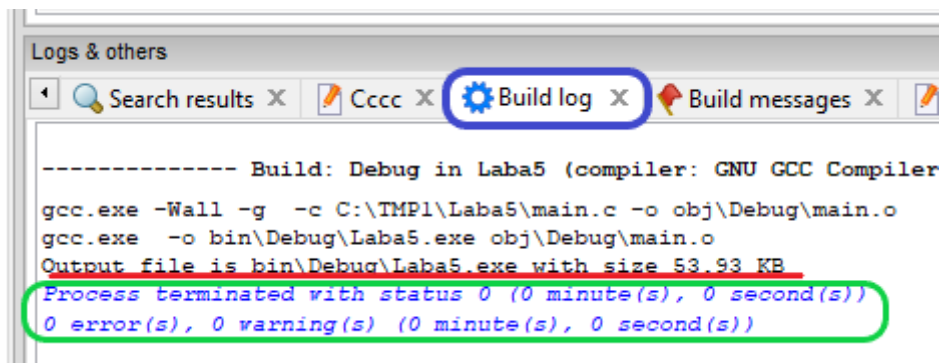 Logs & others
Search results X Cccc X Build log X Build messages X
-------------- Build: Debug in Laba5 (compiler: GNU GCC Compiler
gcc.exe -Wall -g  -c C:\TMP1\Laba5\main.c -o obj\Debug\main.o
gcc.exe  -o bin\Debug\Laba5.exe obj\Debug\main.o
Output file is bin\Debug\Laba5.exe with size 53.93 KB
Process terminated with status 0 (0 minute(s), 0 second(s))
0 error(s), 0 warning(s) (0 minute(s), 0 second(s))